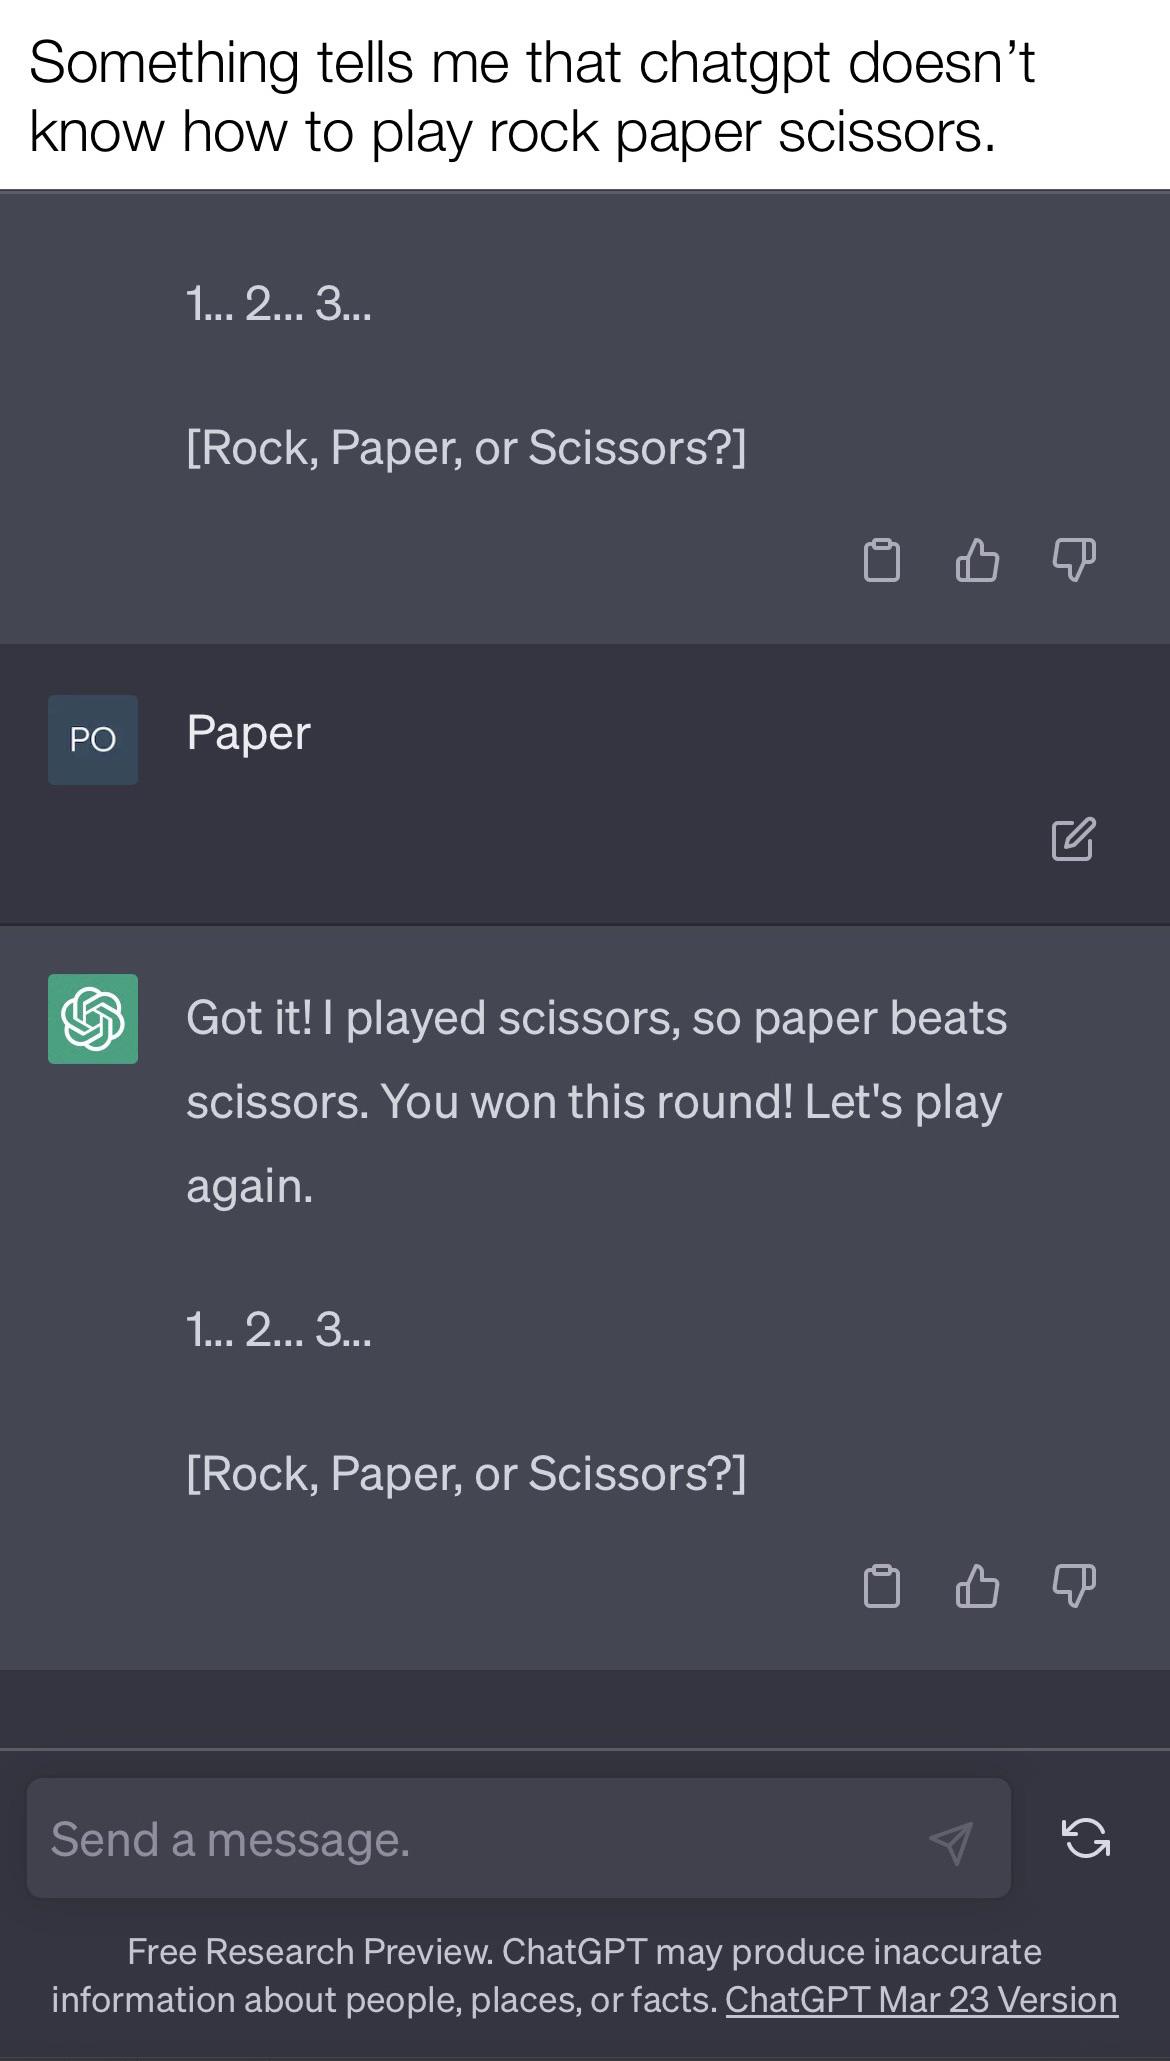 Something tells me that chatgpt doesn’t
know how to play rock paper scissors.
1... 2... 3...
[Rock, Paper, or Scissors?]
PO
Paper
Got it! I played scissors, so paper beats
scissors. You won this round! Let's play
again.
1... 2... 3...
[Rock, Paper, or Scissors?]
Send a message.
Free Research Preview. ChatGPT may produce inaccurate
information about people, places, or facts. ChatGPT Mar 23 Version